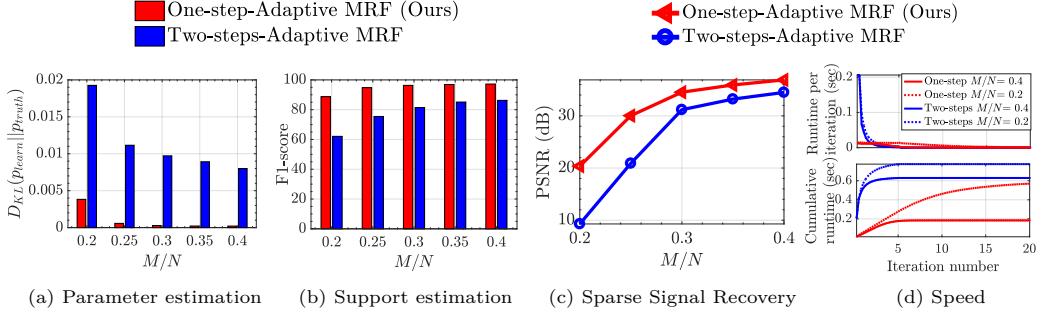 One-step-Adaptive MRF (Ours)
Two-steps-Adaptive MRF
One-step-Adaptive MRF (Ours)
Two-steps-Adaptive MRF
D_{KL}(p_{learn}||p_{truth})
0.02
0.015
0.01
0.005
0
0.2 0.25 0.3 0.35 0.4
M/N
(a) Parameter estimation
F1-score
100
80
60
40
20
0
0.2 0.25 0.3 0.35 0.4
M/N
(b) Support estimation
PSNR (dB)
30
20
10
0.2 0.3 0.4
M/N
(c) Sparse Signal Recovery
Runtime per
iteration (sec)
0.2
0.1
0
One-step M/N= 0.4
One-step M/N= 0.2
Two-steps M/N= 0.4
Two-steps M/N= 0.2
Cumulative
runtime (sec)
0.6
0.4
0.2
5 10 15 20
Iteration number
(d) Speed